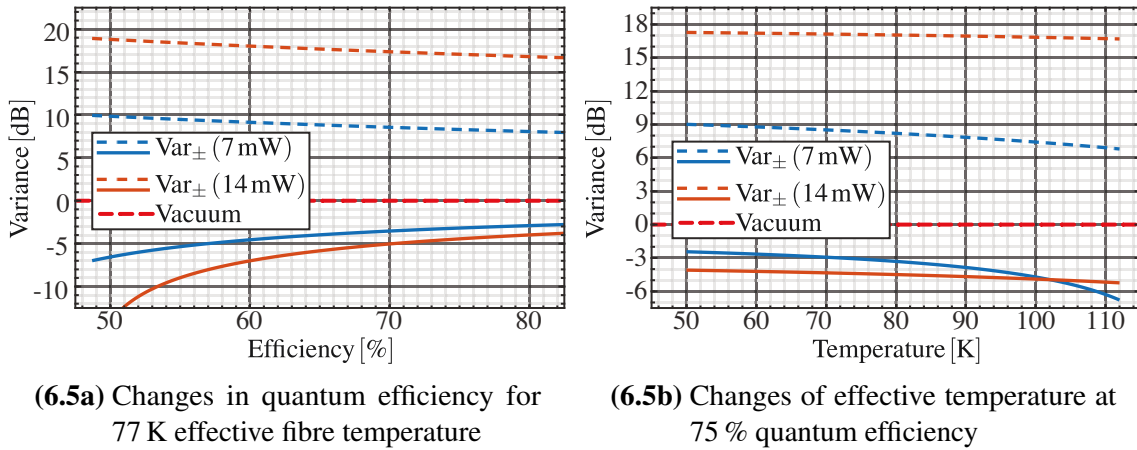 20
15
10
5
0
-5
-10
Variance [dB]
Var± (7 mW)
Var± (14 mW)
Vacuum
50 60 70 80
Efficiency [%]
18
15
12
9
6
3
0
-3
-6
Variance [dB]
Var± (7 mW)
Var± (14 mW)
Vacuum
50 60 70 80 90 100 110
Temperature [K]
(6.5a) Changes in quantum efficiency for
77 K effective fibre temperature
(6.5b) Changes of effective temperature at
75 % quantum efficiency